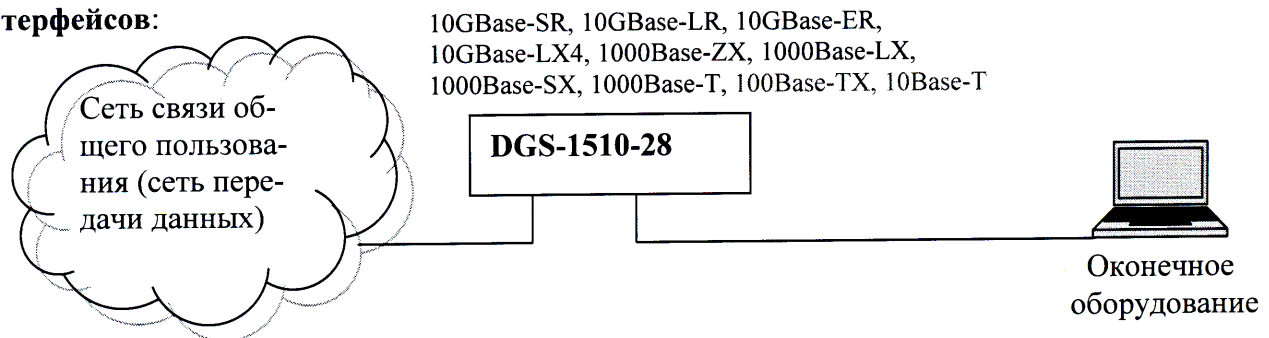 терфейсов:
10GBase-SR, 10GBase-LR, 10GBase-ER,
10GBase-LX4, 1000Base-ZX, 1000Base-LX,
1000Base-SX, 1000Base-T, 100Base-TX, 10Base-T
Сеть связи об-
щего пользова-
ния (сеть пере-
дачи данных)
DGS-1510-28
Оконечное
оборудование